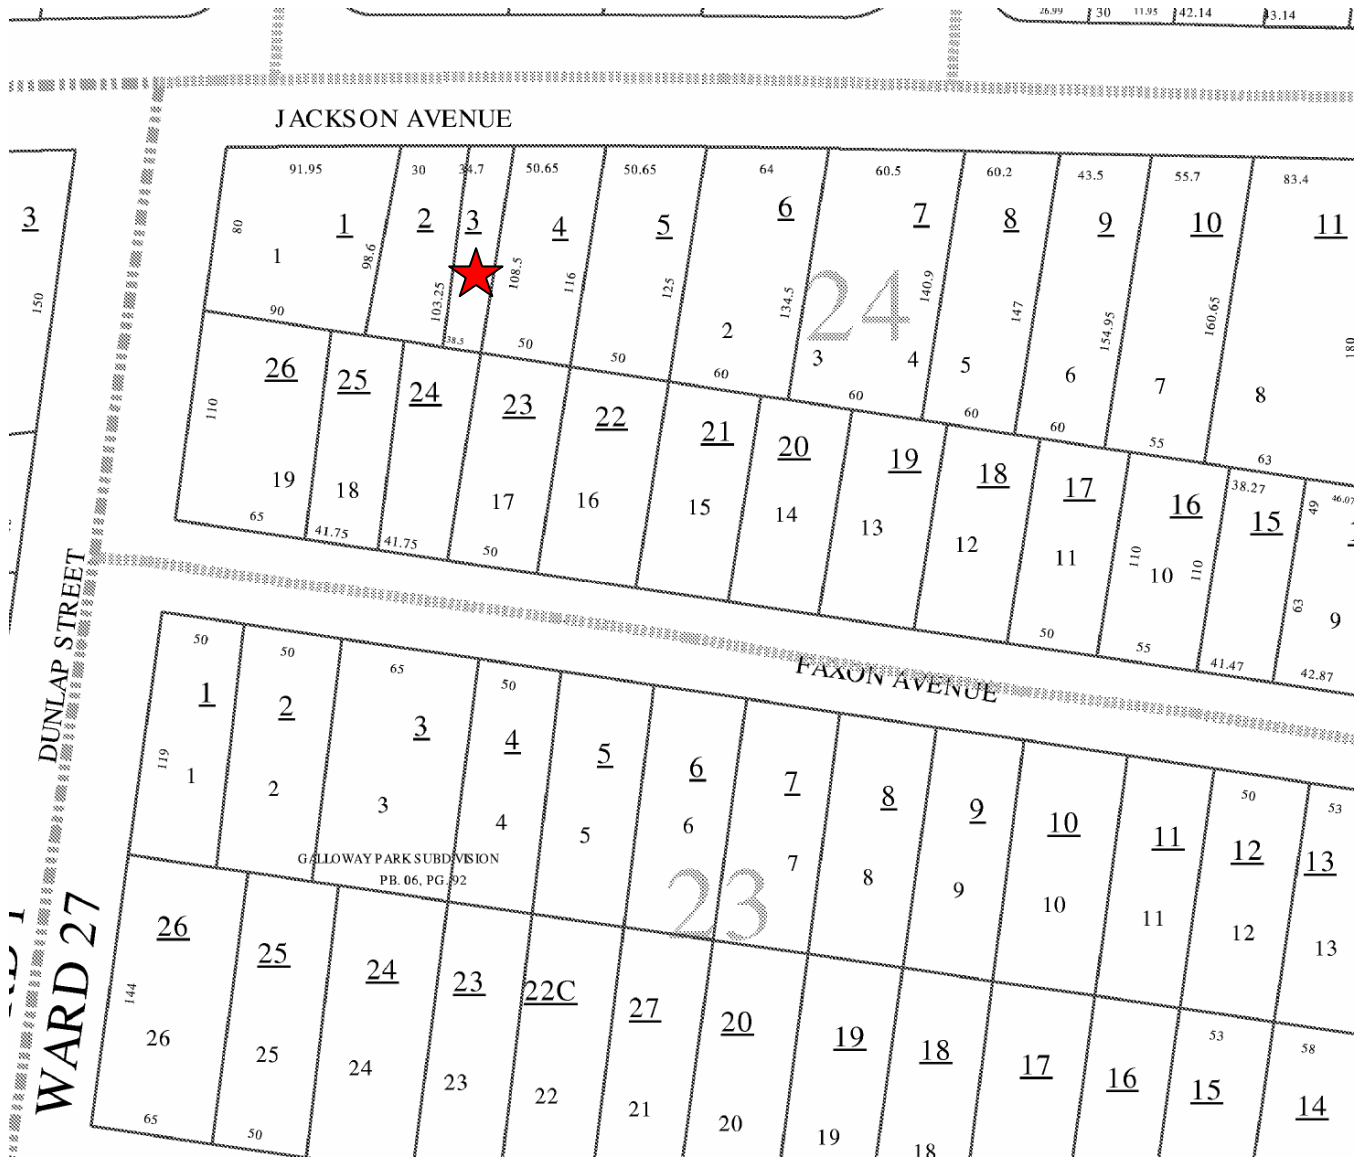 26.99 30 11.95 42.14 43.14
JACKSON AVENUE
91.95 30 34.7 50.65 50.65 64 60.5 60.2 43.5 55.7 83.4
3 1 2 3 4 5 6 7 8 9 10 11
80 1 98.6 103.25 108.5 116 125 134.5 24 140.9 147 154.95 160.65 180
150
90 38.5 50 50 2 3 4 5 6 7 8
60 60 60 60 55 63
26 25 24 23 22 21 20 19 18 17 16 15
38.27 49 46.07
110 19 18 17 16 15 14 13 12 11 110 10 110 63 9
65 41.75 41.75 50 50 55 41.47 42.87
DUNLAP STREET
FAXON AVENUE
50 50 65 50 50 53
1 2 3 4 5 6 7 8 9 10 11 12 13
119 1 2 3 4 5 6 7 8 9 10 11 12 13
GALLOWAY PARK SUBDIVISION
PB. 06, PG. 92
23
WARD 27
26 25 24 23 22C 27 20 19 18 17 16 15 14
53 58
144 26 25 24 23 22 21 20 19 18
65 50